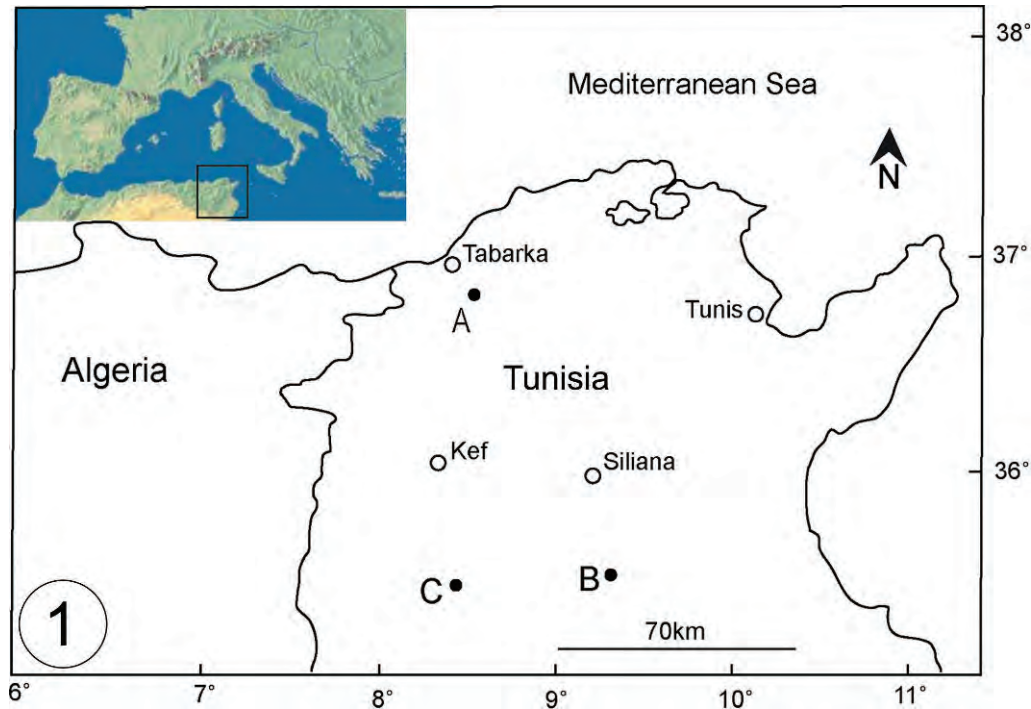 38°
Mediterranean Sea
N
Tabarka
37°
A
Tunis
Algeria
Tunisia
Kef
Siliana
36°
C
B
1
70km
6°
7°
8°
9°
10°
11°